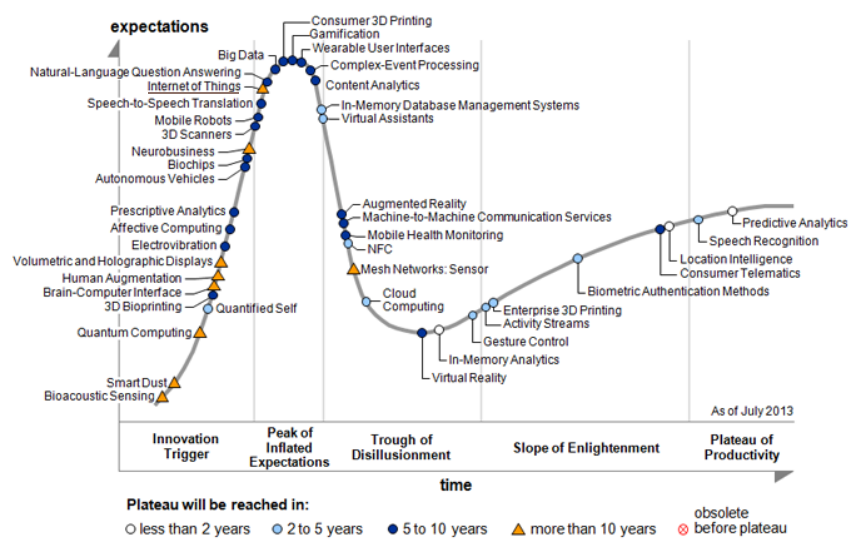 expectations
Consumer 3D Printing
Gamification
Wearable User Interfaces
Big Data
Complex-Event Processing
Natural-Language Question Answering
Content Analytics
Internet of Things
Speech-to-Speech Translation
In-Memory Database Management Systems
Mobile Robots
Virtual Assistants
3D Scanners
Neurobusiness
Biochips
Autonomous Vehicles
Augmented Reality
Prescriptive Analytics
Machine-to-Machine Communication Services
Affective Computing
Mobile Health Monitoring
Electrovibration
NFC
Volumetric and Holographic Displays
Mesh Networks: Sensor
Human Augmentation
Brain-Computer Interface
3D Bioprinting
Quantified Self
Cloud
Computing
Quantum Computing
Smart Dust
Bioacoustic Sensing
Predictive Analytics
Speech Recognition
Location Intelligence
Consumer Telematics
Biometric Authentication Methods
Enterprise 3D Printing
Activity Streams
Gesture Control
In-Memory Analytics
Virtual Reality
As of July 2013
Innovation
Trigger
Peak of
Inflated
Expectations
Trough of
Disillusionment
Slope of Enlightenment
Plateau of
Productivity
time
Plateau will be reached in:
less than 2 years
2 to 5 years
5 to 10 years
more than 10 years
obsolete
before plateau